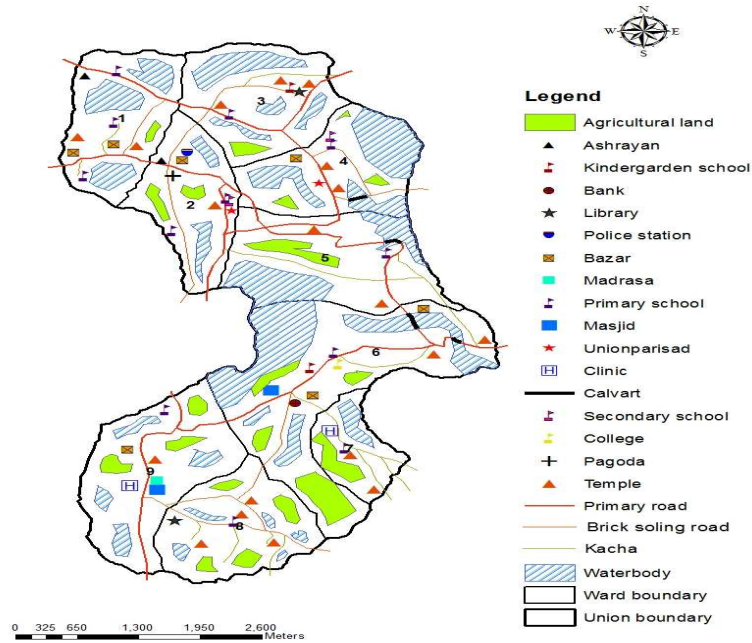 N
W E
S
Legend
Agricultural land
Ashrayan
Kindergarden school
Bank
Library
Police station
Bazar
Madrasa
Primary school
Masjid
Unionparisad
Clinic
Calvart
Secondary school
College
Pagoda
Temple
Primary road
Brick soling road
Kacha
Waterbody
Ward boundary
Union boundary
1
3
4
2
5
6
H
7
9
H
8
H
0 325 650 1,300 1,950 2,600
Meters